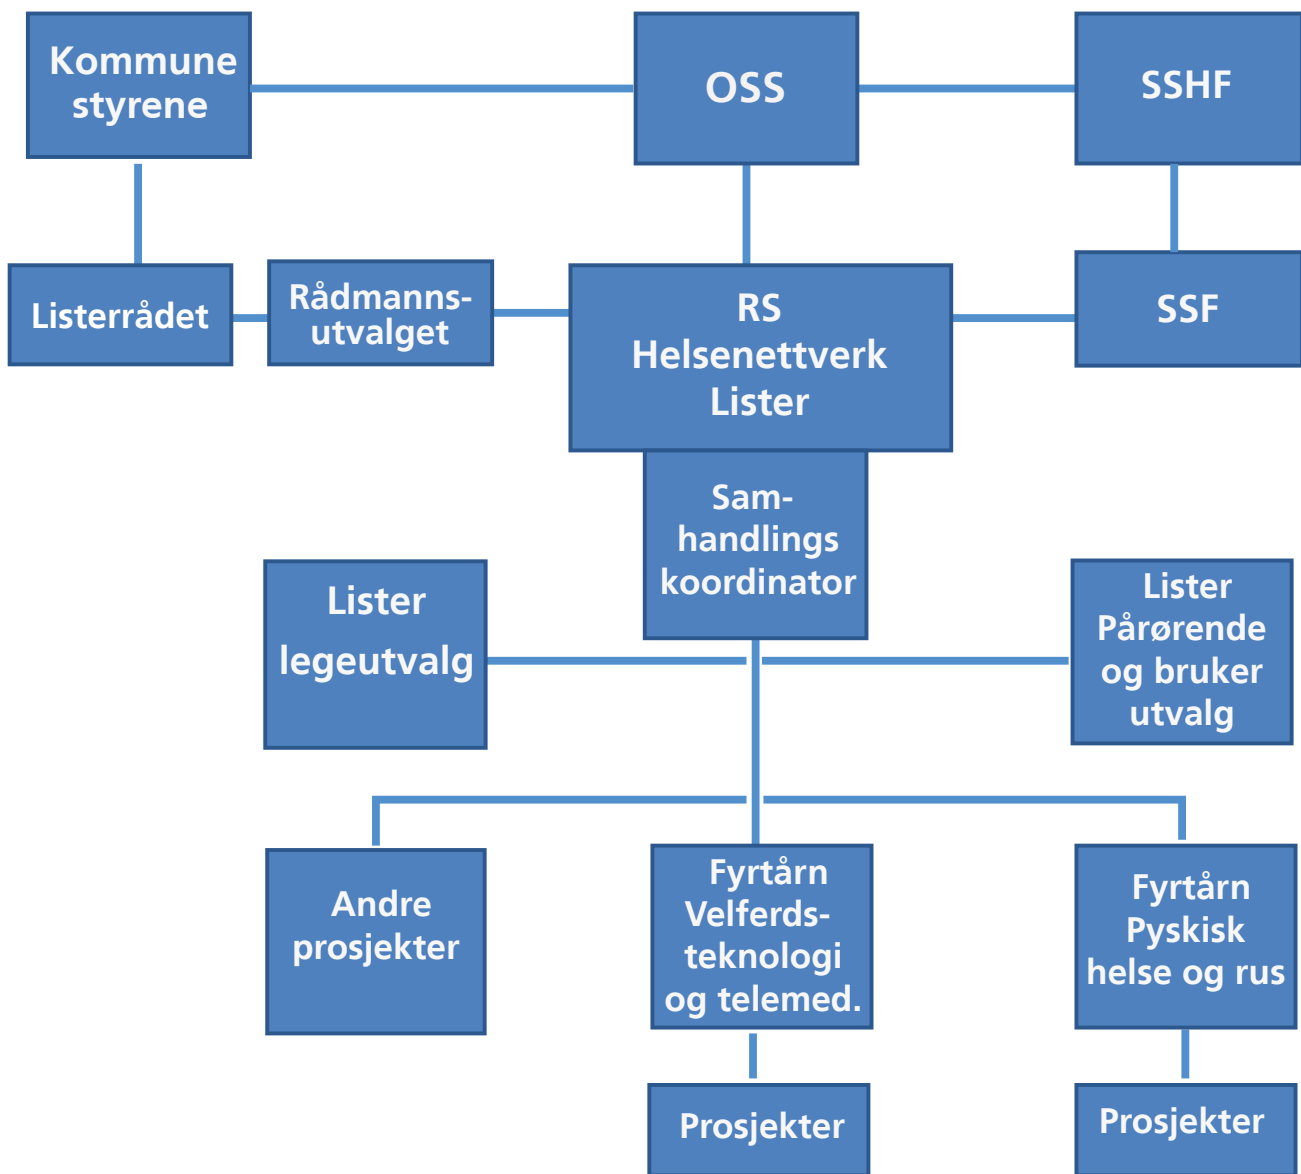 Kommune
styrene
OSS
SSHF
Listerrådet
Rådmanns-
utvalget
RS
Helsenettverk
Lister
SSF
Sam-
handlings
koordinator
Lister
legeutvalg
Lister
Pårørende
og bruker
utvalg
Andre
prosjekter
Fyrtårn
Velferds-
teknologi
og telemed.
Fyrtårn
Pyskisk
helse og rus
Prosjekter
Prosjekter